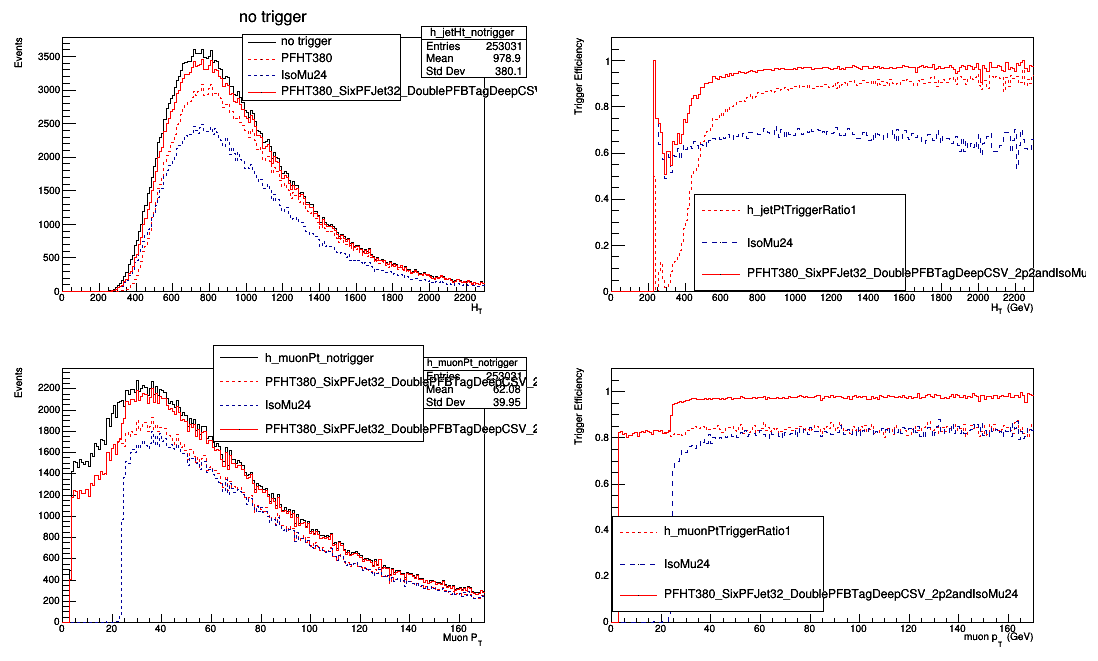 no trigger
Events
3500
3000
2500
2000
1500
1000
500
0
0 200 400 600 800 1000 1200 1400 1600 1800 2000 2200
H_T
no trigger
PFHT380
IsoMu24
PFHT380_SixPFJet32_DoublePFBTagDeepCSV
h_jetHt_notrigger
Entries 253031
Mean 978.9
Std Dev 380.1
Trigger Efficiency
1
0.8
0.6
0.4
0.2
0
0 200 400 600 800 1000 1200 1400 1600 1800 2000 2200
H_T (GeV)
h_jetPtTriggerRatio1
IsoMu24
PFHT380_SixPFJet32_DoublePFBTagDeepCSV_2p2andIsoMu
Events
2200
2000
1800
1600
1400
1200
1000
800
600
400
200
0
0 20 40 60 80 100 120 140 160
Muon P_T
h_muonPt_notrigger
PFHT380_SixPFJet32_DoublePFBTagDeepCSV_2
IsoMu24
PFHT380_SixPFJet32_DoublePFBTagDeepCSV_2
h_muonPt_notrigger
Entries 253031
Mean 62.08
Std Dev 39.95
Trigger Efficiency
1
0.8
0.6
0.4
0.2
0
0 20 40 60 80 100 120 140 160
muon p_T (GeV)
h_muonPtTriggerRatio1
IsoMu24
PFHT380_SixPFJet32_DoublePFBTagDeepCSV_2p2andIsoMu24